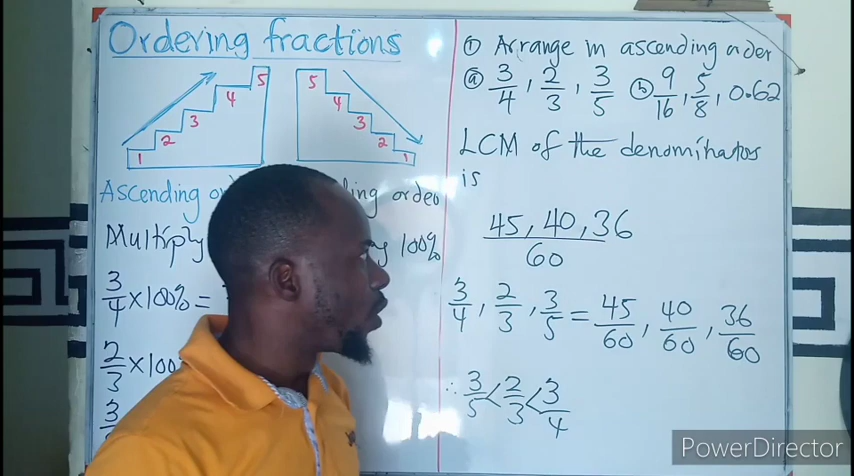 Ordering fractions
1 2 3 4 5
5 4 3 2 1
Ascending order
Multiply 100%
3/4 × 100% =
2/3 × 100
3
① Arrange in ascending order
ⓐ 3/4, 2/3, 3/5 ⓑ 9/16, 5/8, 0.62
LCM of the denominators
is
45, 40, 36
60
3/4, 2/3, 3/5 = 45/60, 40/60, 36/60
∴ 3/5 < 2/3 < 3/4
PowerDirector